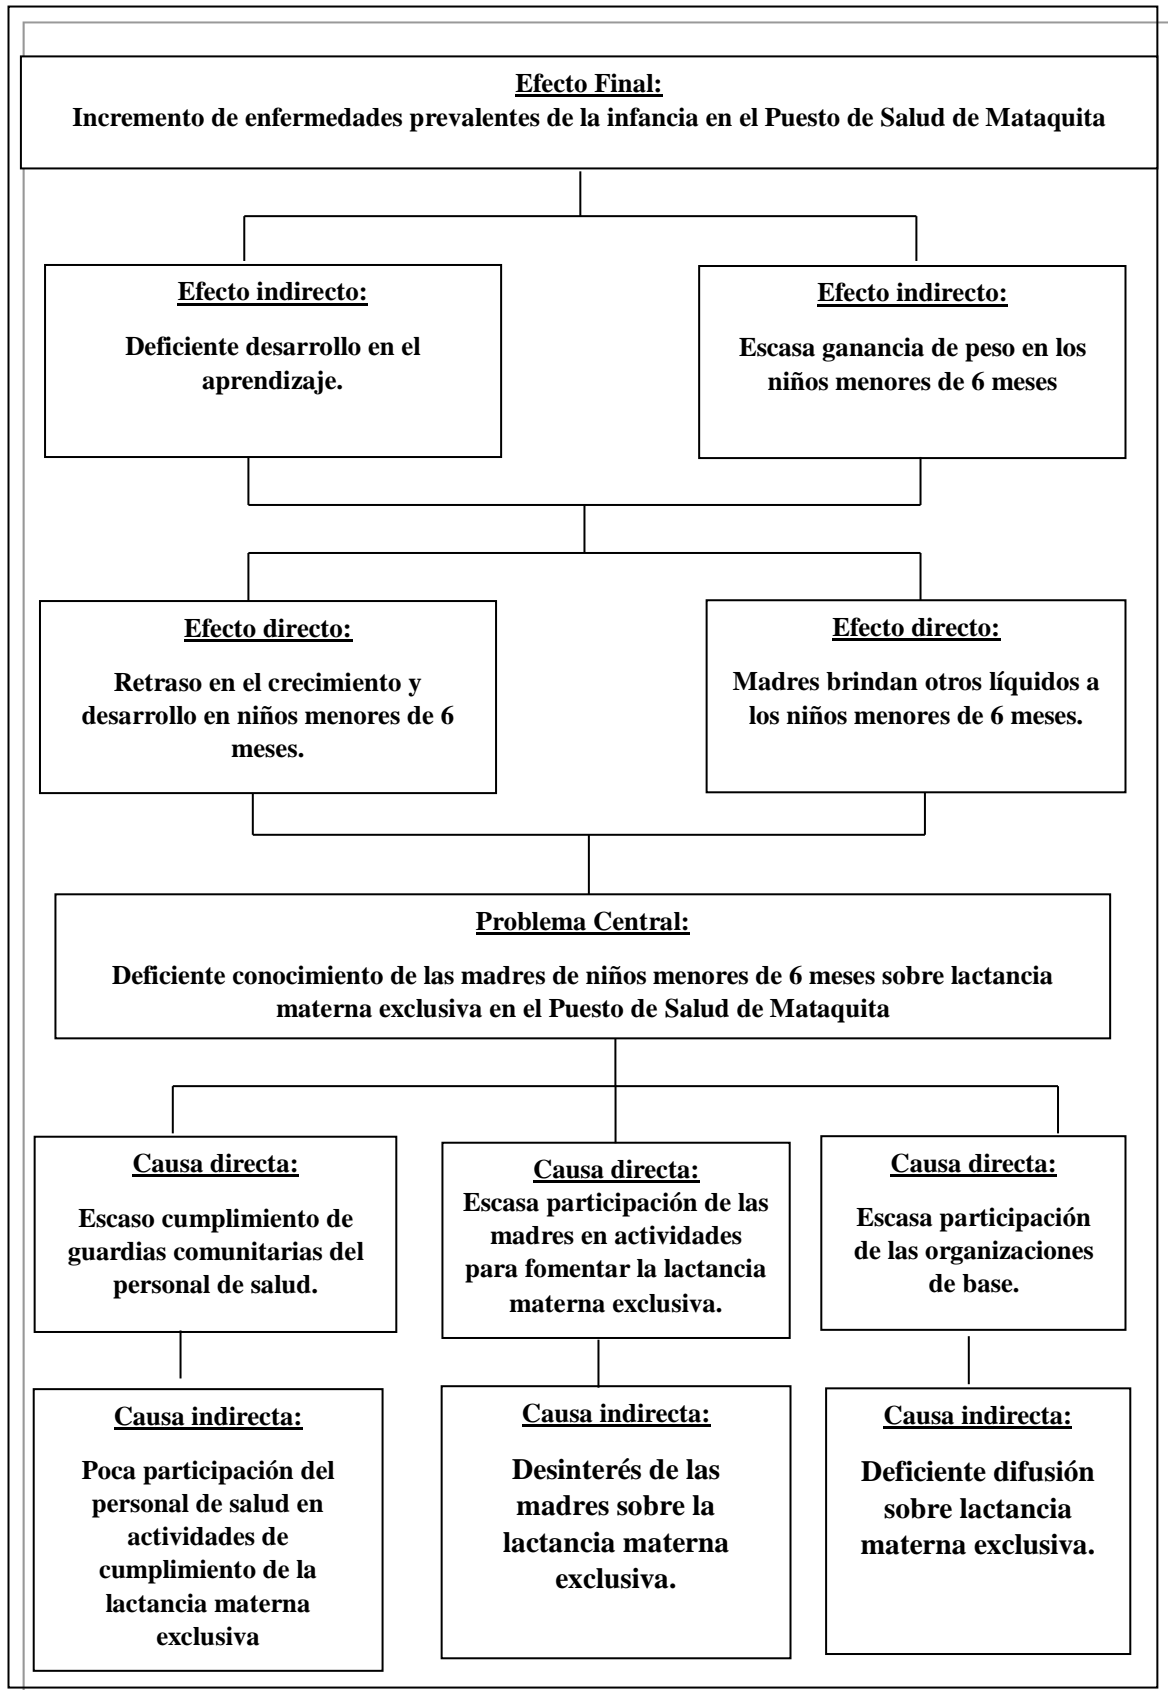 Efecto Final:
Incremento de enfermedades prevalentes de la infancia en el Puesto de Salud de Mataquita
Efecto indirecto:
Deficiente desarrollo en el
aprendizaje.
Efecto indirecto:
Escasa ganancia de peso en los
niños menores de 6 meses
Efecto directo:
Retraso en el crecimiento y
desarrollo en niños menores de 6
meses.
Efecto directo:
Madres brindan otros líquidos a
los niños menores de 6 meses.
Problema Central:
Deficiente conocimiento de las madres de niños menores de 6 meses sobre lactancia
materna exclusiva en el Puesto de Salud de Mataquita
Causa directa:
Escaso cumplimiento de
guardias comunitarias del
personal de salud.
Causa directa:
Escasa participación de las
madres en actividades
para fomentar la lactancia
materna exclusiva.
Causa directa:
Escasa participación
de las organizaciones
de base.
Causa indirecta:
Poca participación del
personal de salud en
actividades de
cumplimiento de la
lactancia materna
exclusiva
Causa indirecta:
Desinterés de las
madres sobre la
lactancia materna
exclusiva.
Causa indirecta:
Deficiente difusión
sobre lactancia
materna exclusiva.